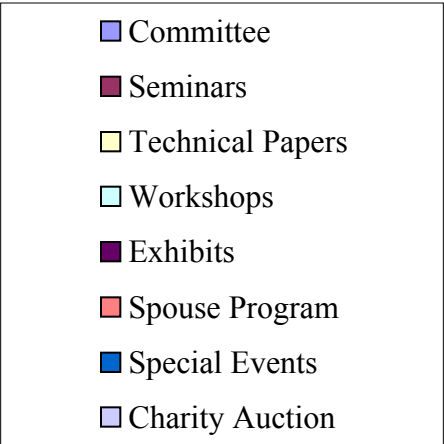 Committee
Seminars
Technical Papers
Workshops
Exhibits
Spouse Program
Special Events
Charity Auction